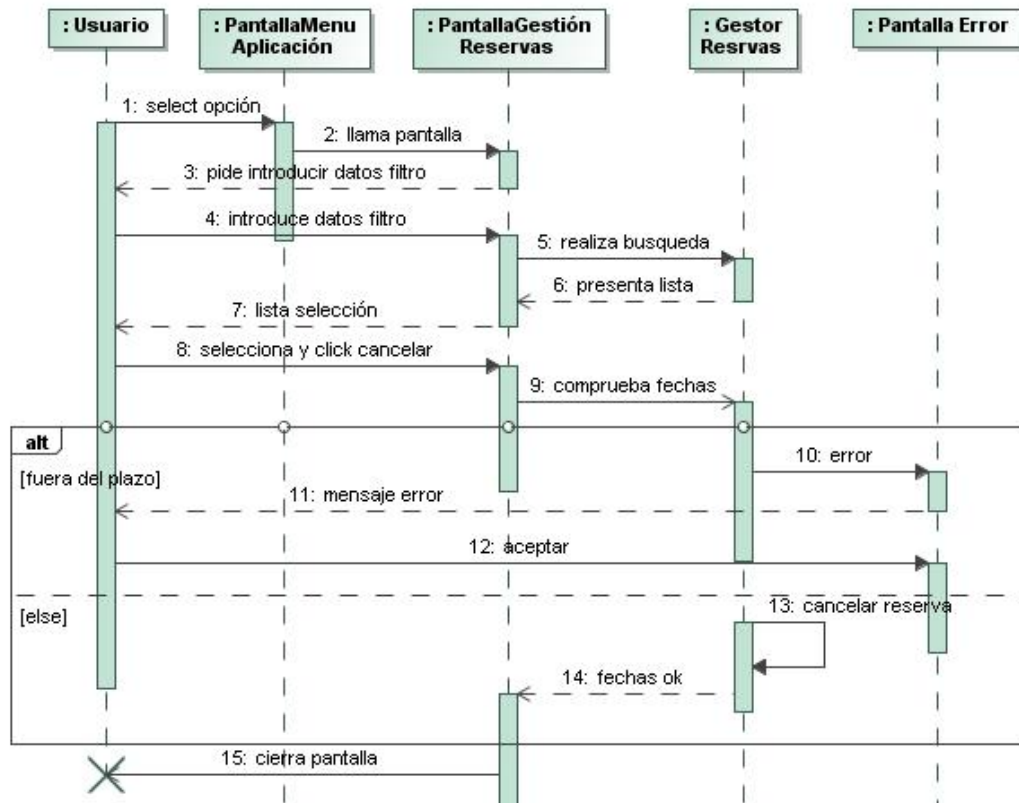 : Usuario
: PantallaMenu
Aplicación
: PantallaGestión
Reservas
: Gestor
Resrvas
: Pantalla Error
1: select opción
2: llama pantalla
3: pide introducir datos filtro
4: introduce datos filtro
5: realiza busqueda
6: presenta lista
7: lista selección
8: selecciona y click cancelar
9: comprueba fechas
alt
10: error
[fuera del plazo]
11: mensaje error
12: aceptar
13: cancelar reserva
[else]
14: fechas ok
15: cierra pantalla